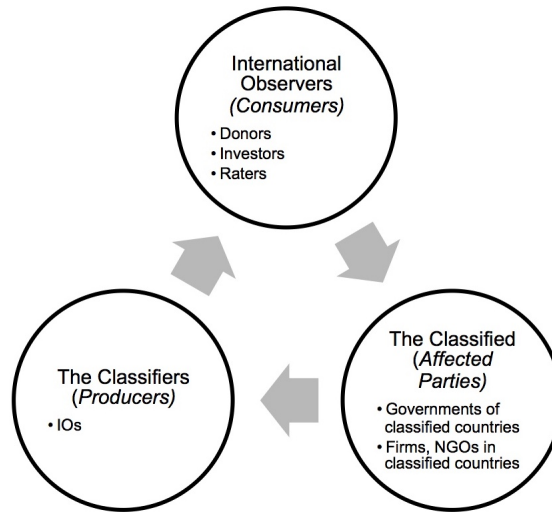 International
Observers
(Consumers)
• Donors
• Investors
• Raters
The Classified
(Affected
Parties)
• Governments of
classified countries
• Firms, NGOs in
classified countries
The Classifiers
(Producers)
• IOs